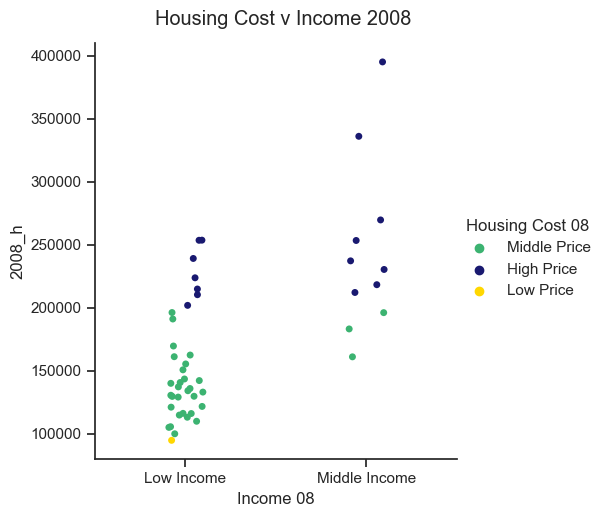 Housing Cost v Income 2008
400000
350000
300000
250000
200000
150000
100000
2008_h
Low Income
Middle Income
Income 08
Housing Cost 08
Middle Price
High Price
Low Price